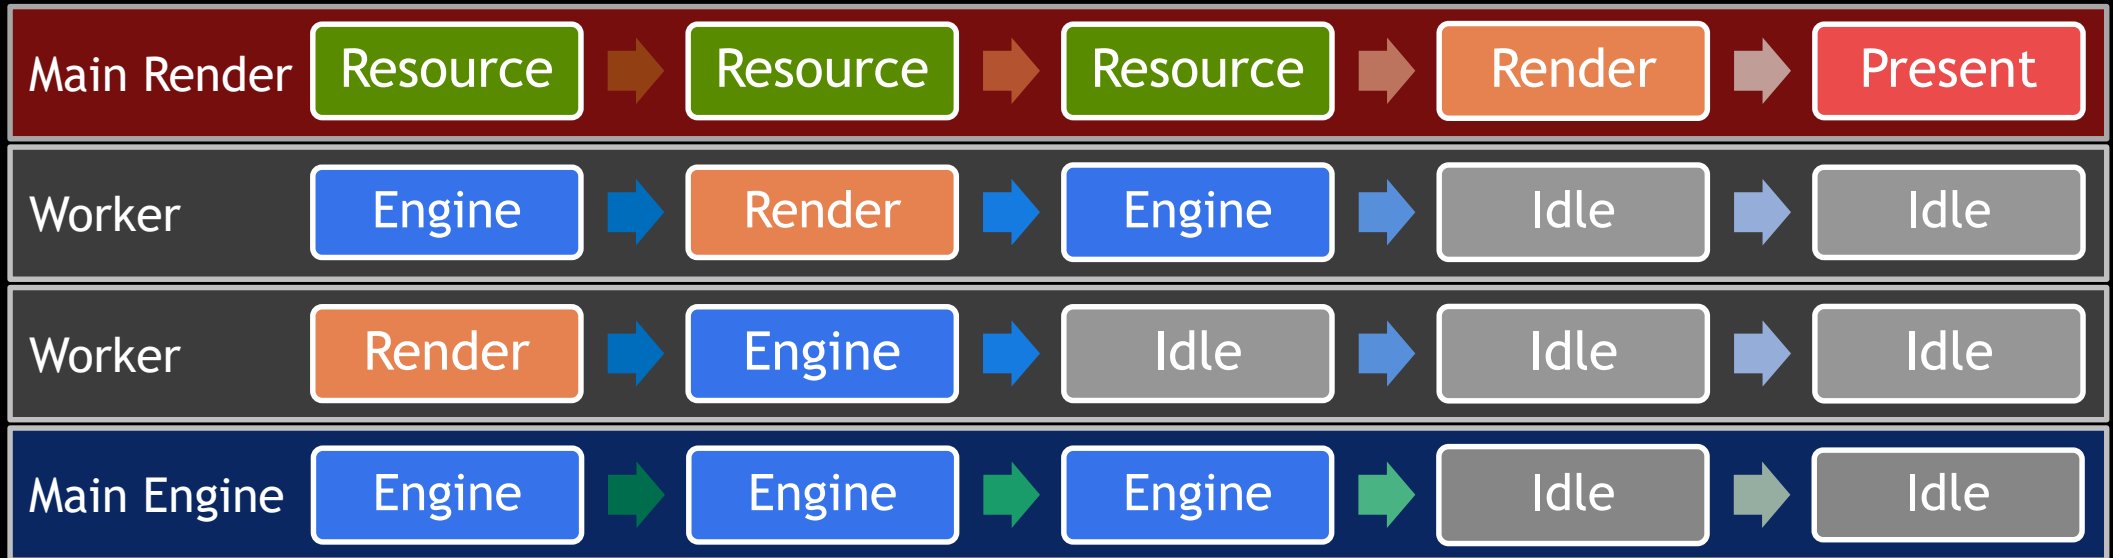 Main Render Resource Resource Resource Render Present
Worker Engine Render Engine Idle Idle
Worker Render Engine Idle Idle Idle
Main Engine Engine Engine Engine Idle Idle